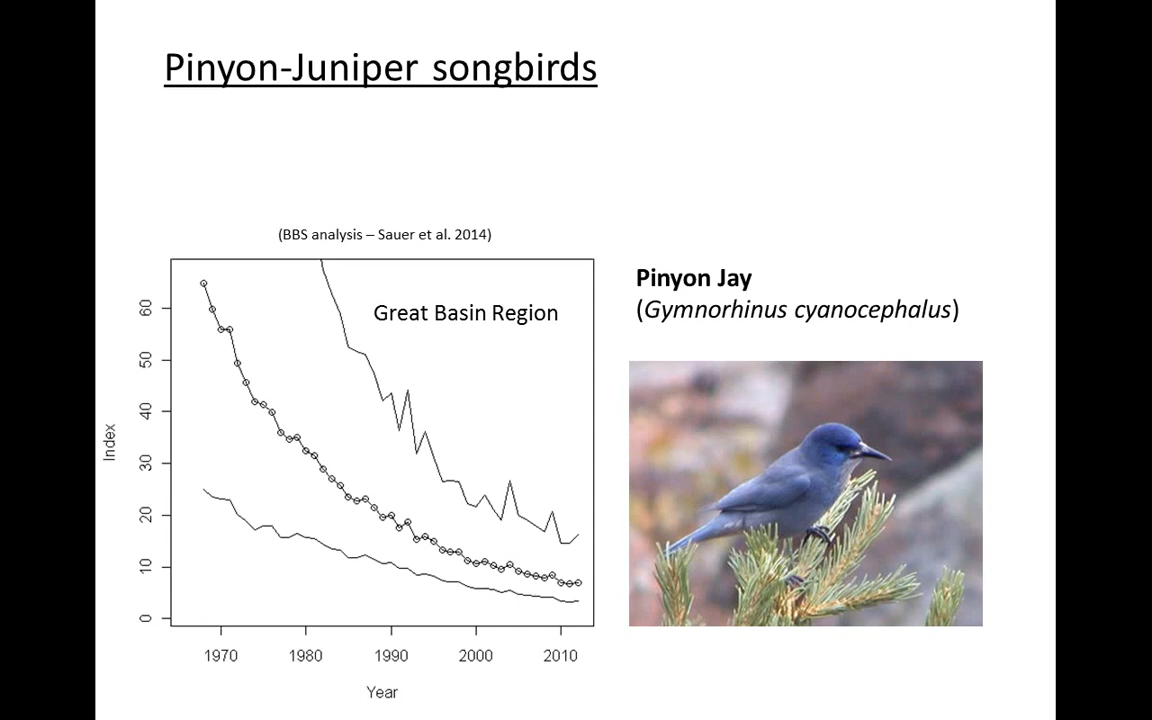 Pinyon-Juniper songbirds
(BBS analysis – Sauer et al. 2014)
Great Basin Region
60
50
40
30
20
10
0
Index
1970 1980 1990 2000 2010
Year
Pinyon Jay
(Gymnorhinus cyanocephalus)